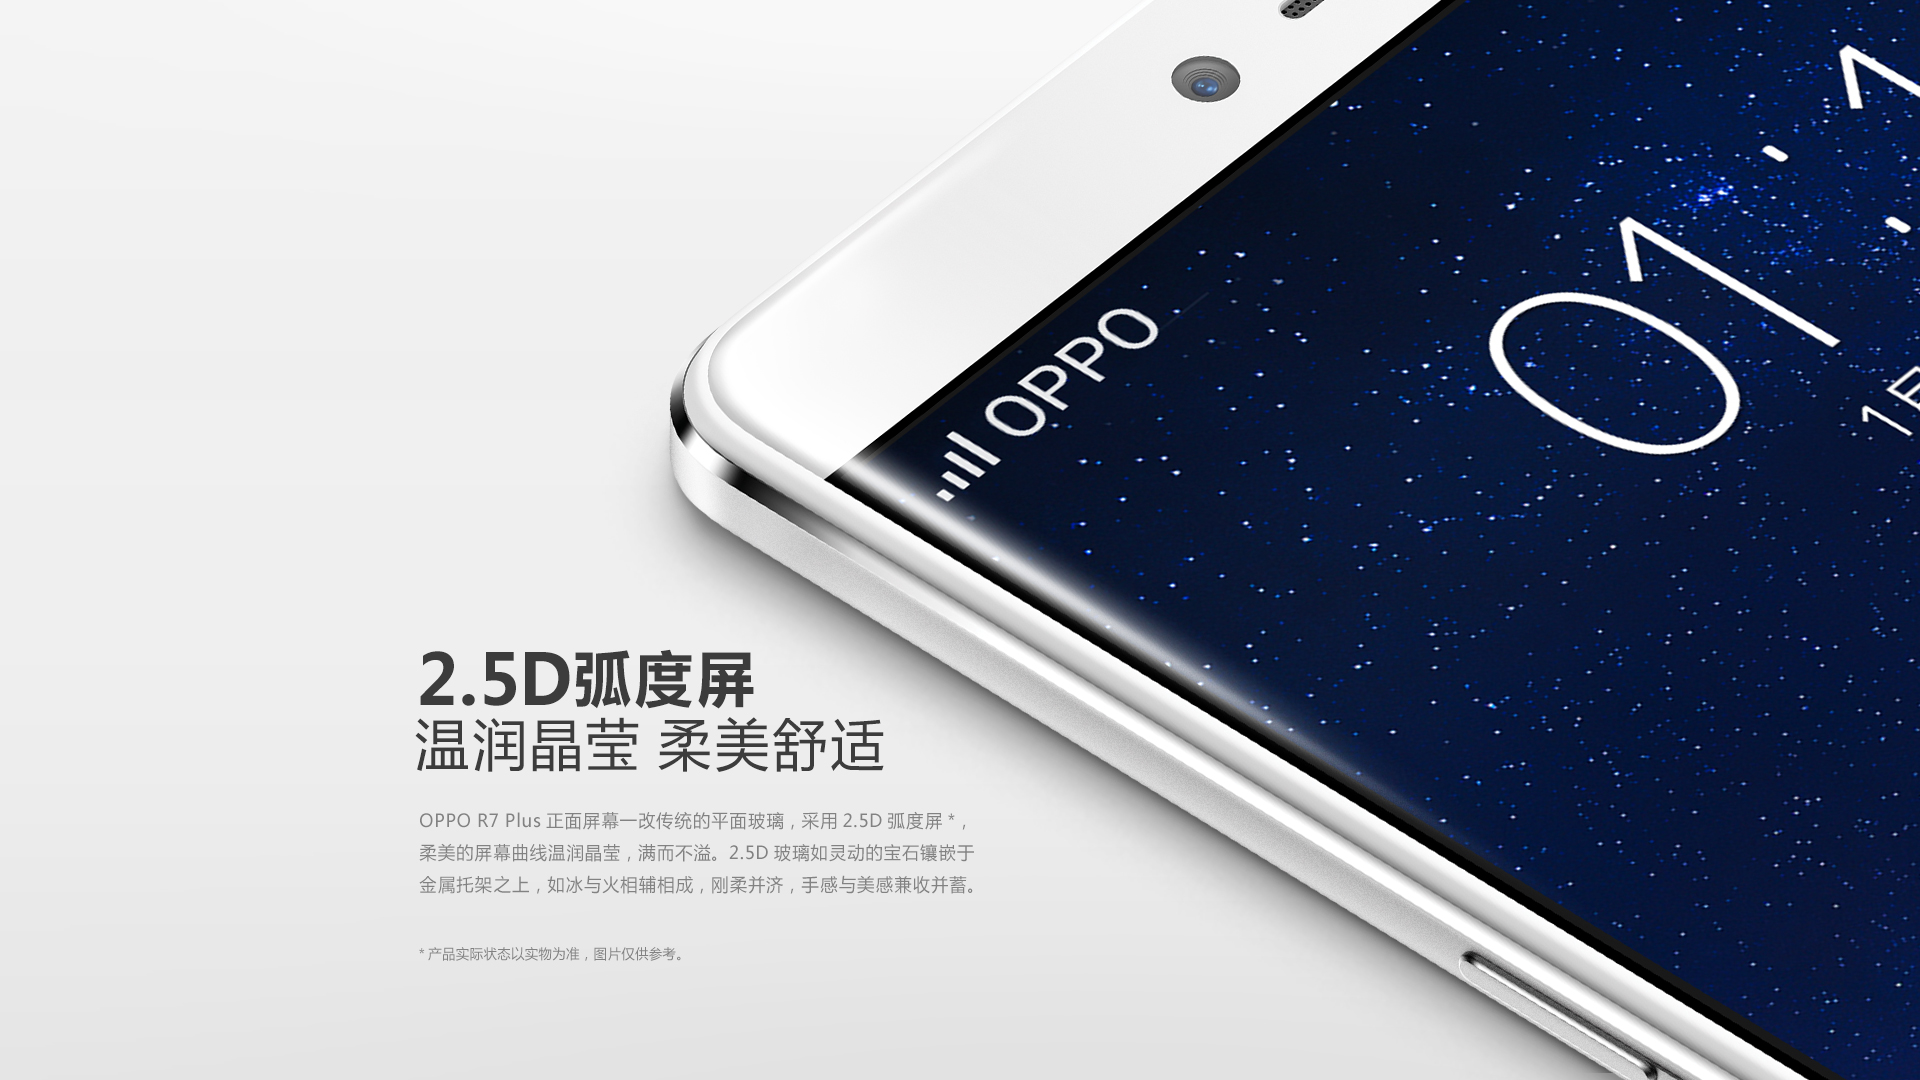 OPPO
01:1
1月
2.5D弧度屏
温润晶莹 柔美舒适
OPPO R7 Plus 正面屏幕一改传统的平面玻璃，采用 2.5D 弧度屏 *，
柔美的屏幕曲线温润晶莹，满而不溢。2.5D 玻璃如灵动的宝石镶嵌于
金属托架之上，如冰与火相辅相成，刚柔并济，手感与美感兼收并蓄。
* 产品实际状态以实物为准，图片仅供参考。